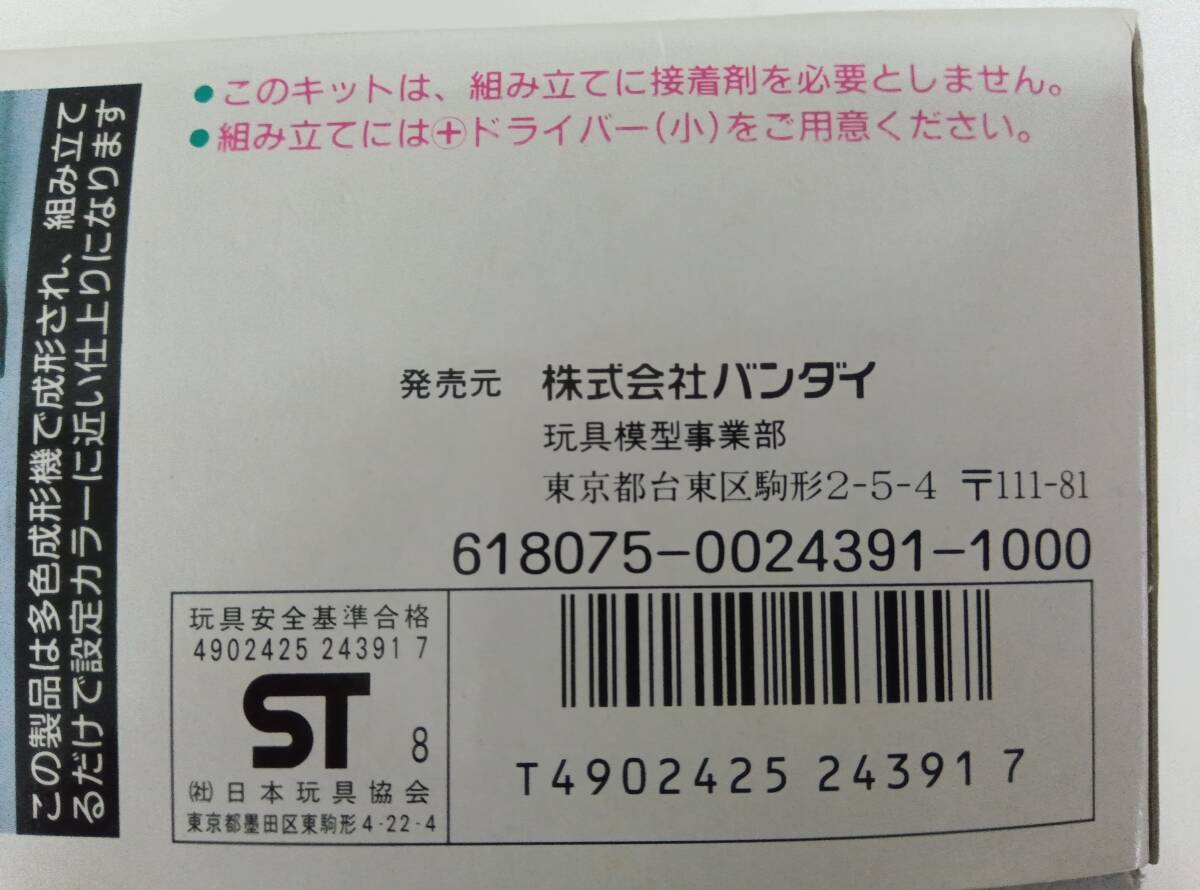 ●このキットは、組み立てに接着剤を必要としません。
●組み立てには⊕ドライバー(小)をご用意ください。
この製品は多色成形機で成形され、組み立て
るだけで設定カラーに近い仕上りになります
発売元 株式会社バンダイ
玩具模型事業部
東京都台東区駒形2-5-4 〒111-81
618075-0024391-1000
玩具安全基準合格
4902425 24391 7
ST 8
(社)日本玩具協会
東京都墨田区東駒形4-22-4
T4902425 24391 7